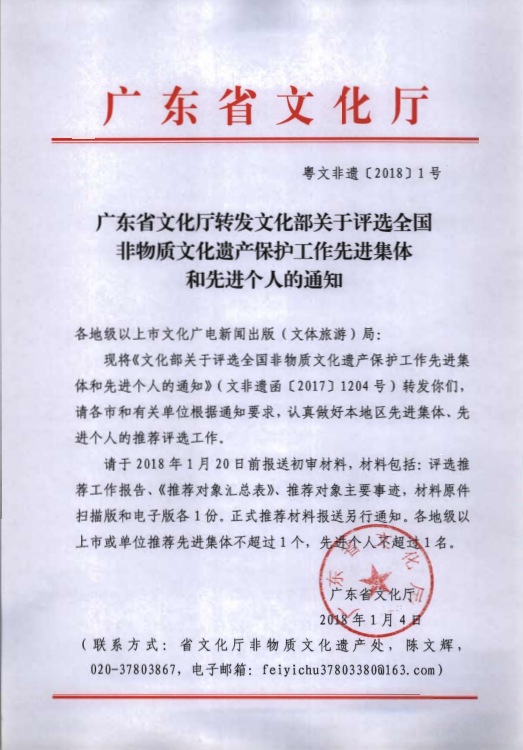 广东省文化厅
粤文非遗〔2018〕1号
广东省文化厅转发文化部关于评选全国
非物质文化遗产保护工作先进集体
和先进个人的通知
各地级以上市文化广电新闻出版（文体旅游）局：
现将《文化部关于评选全国非物质文化遗产保护工作先进集
体和先进个人的通知》（文非遗函〔2017〕1204号）转发你们，
请各市和有关单位根据通知要求，认真做好本地区先进集体、先
进个人的推荐评选工作。
请于2018年1月20日前报送初审材料，材料包括：评选推
荐工作报告、《推荐对象汇总表》、推荐对象主要事迹，材料原件
扫描版和电子版各1份。正式推荐材料报送另行通知。各地级以
上市或单位推荐先进集体不超过1个，先进个人不超过1名。
广东省文化厅
广东省文化厅
2018年1月4日
（联系方式：省文化厅非物质文化遗产处，陈文辉，
020-37803867，电子邮箱：feiyichu37803380@163.com）